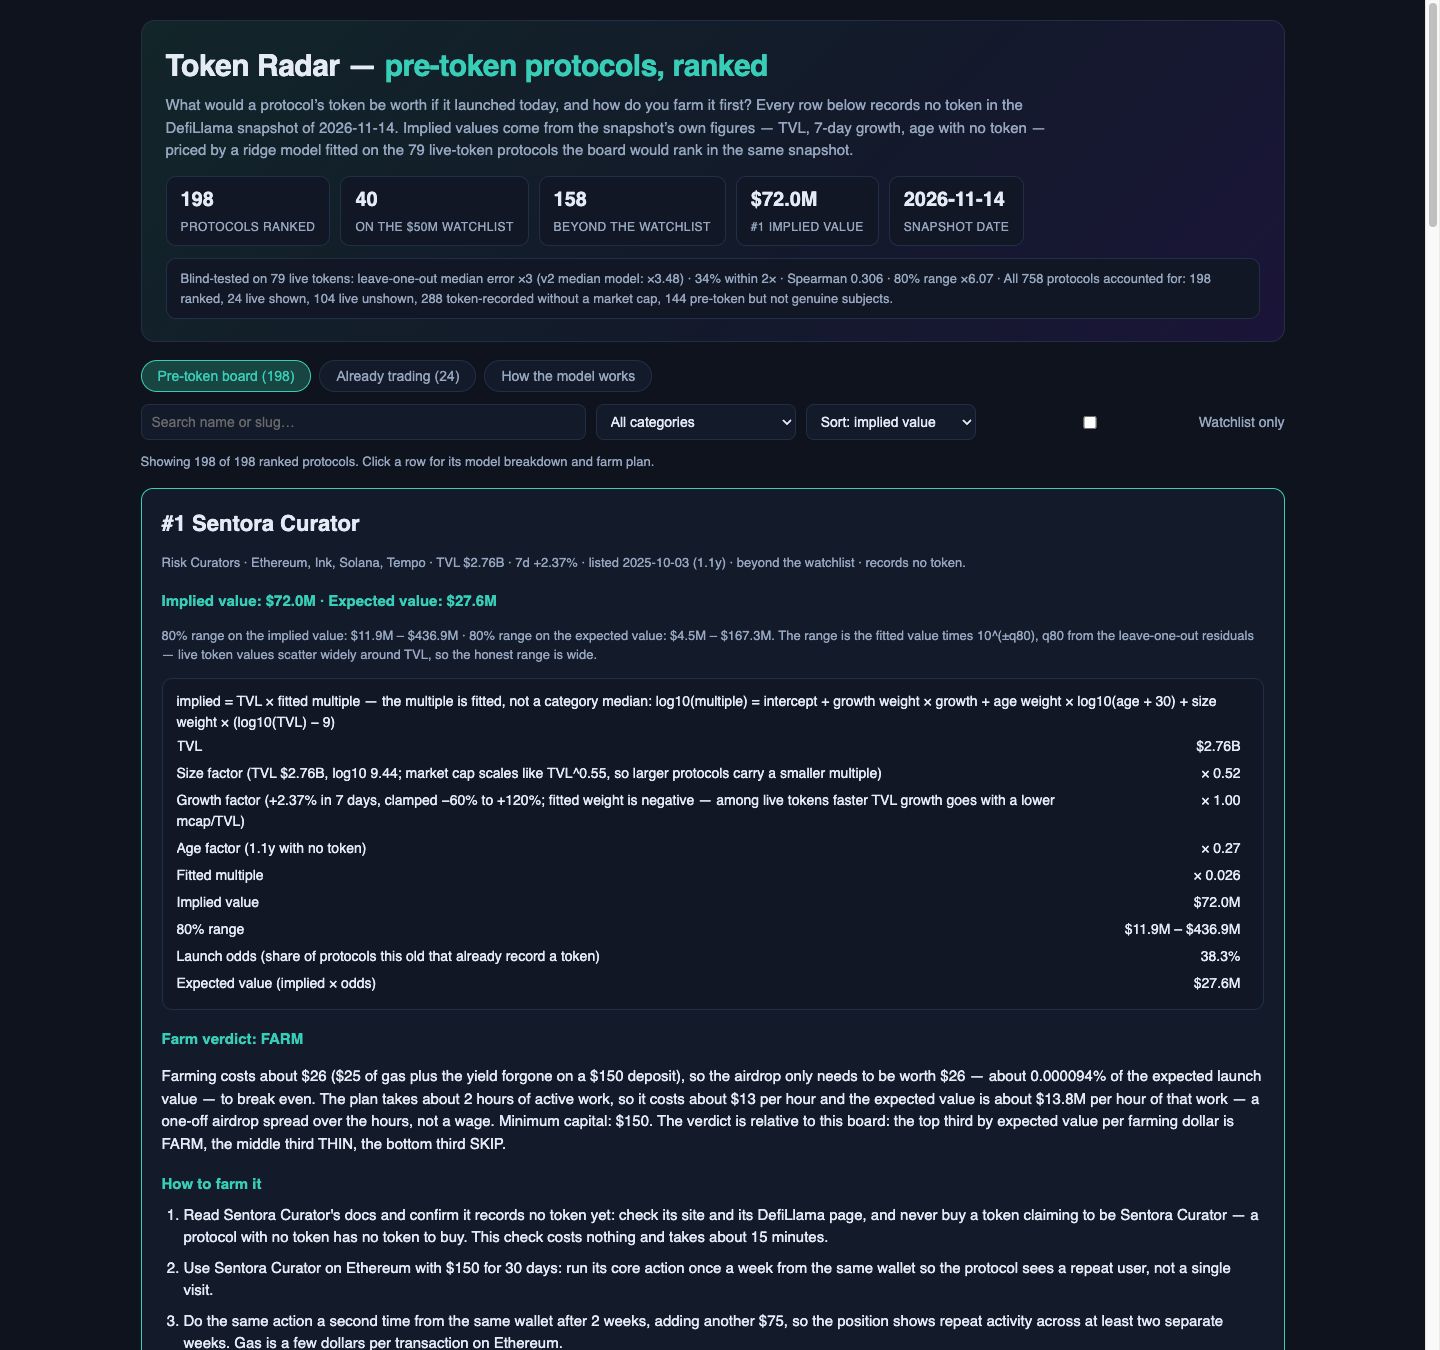 Token Radar — pre-token protocols, ranked
What would a protocol’s token be worth if it launched today, and how do you farm it first? Every row below records no token in the
DefiLlama snapshot of 2026-11-14. Implied values come from the snapshot’s own figures — TVL, 7-day growth, age with no token —
priced by a ridge model fitted on the 79 live-token protocols the board would rank in the same snapshot.
198
PROTOCOLS RANKED
40
ON THE $50M WATCHLIST
158
BEYOND THE WATCHLIST
$72.0M
#1 IMPLIED VALUE
2026-11-14
SNAPSHOT DATE
Blind-tested on 79 live tokens: leave-one-out median error ×3 (v2 median model: ×3.48) · 34% within 2× · Spearman 0.306 · 80% range ×6.07 · All 758 protocols accounted for: 198
ranked, 24 live shown, 104 live unshown, 288 token-recorded without a market cap, 144 pre-token but not genuine subjects.
Pre-token board (198)
Already trading (24)
How the model works
Search name or slug…
All categories
Sort: implied value
Watchlist only
Showing 198 of 198 ranked protocols. Click a row for its model breakdown and farm plan.
#1 Sentora Curator
Risk Curators · Ethereum, Ink, Solana, Tempo · TVL $2.76B · 7d +2.37% · listed 2025-10-03 (1.1y) · beyond the watchlist · records no token.
Implied value: $72.0M · Expected value: $27.6M
80% range on the implied value: $11.9M – $436.9M · 80% range on the expected value: $4.5M – $167.3M. The range is the fitted value times 10^(±q80), q80 from the leave-one-out residuals
— live token values scatter widely around TVL, so the honest range is wide.
implied = TVL × fitted multiple — the multiple is fitted, not a category median: log10(multiple) = intercept + growth weight × growth + age weight × log10(age + 30) + size
weight × (log10(TVL) − 9)
TVL $2.76B
Size factor (TVL $2.76B, log10 9.44; market cap scales like TVL^0.55, so larger protocols carry a smaller multiple) × 0.52
Growth factor (+2.37% in 7 days, clamped −60% to +120%; fitted weight is negative — among live tokens faster TVL growth goes with a lower × 1.00
mcap/TVL)
Age factor (1.1y with no token) × 0.27
Fitted multiple × 0.026
Implied value $72.0M
80% range $11.9M – $436.9M
Launch odds (share of protocols this old that already record a token) 38.3%
Expected value (implied × odds) $27.6M
Farm verdict: FARM
Farming costs about $26 ($25 of gas plus the yield forgone on a $150 deposit), so the airdrop only needs to be worth $26 — about 0.000094% of the expected launch
value — to break even. The plan takes about 2 hours of active work, so it costs about $13 per hour and the expected value is about $13.8M per hour of that work — a
one-off airdrop spread over the hours, not a wage. Minimum capital: $150. The verdict is relative to this board: the top third by expected value per farming dollar is
FARM, the middle third THIN, the bottom third SKIP.
How to farm it
1. Read Sentora Curator's docs and confirm it records no token yet: check its site and its DefiLlama page, and never buy a token claiming to be Sentora Curator — a
protocol with no token has no token to buy. This check costs nothing and takes about 15 minutes.
2. Use Sentora Curator on Ethereum with $150 for 30 days: run its core action once a week from the same wallet so the protocol sees a repeat user, not a single
visit.
3. Do the same action a second time from the same wallet after 2 weeks, adding another $75, so the position shows repeat activity across at least two separate
weeks. Gas is a few dollars per transaction on Ethereum.